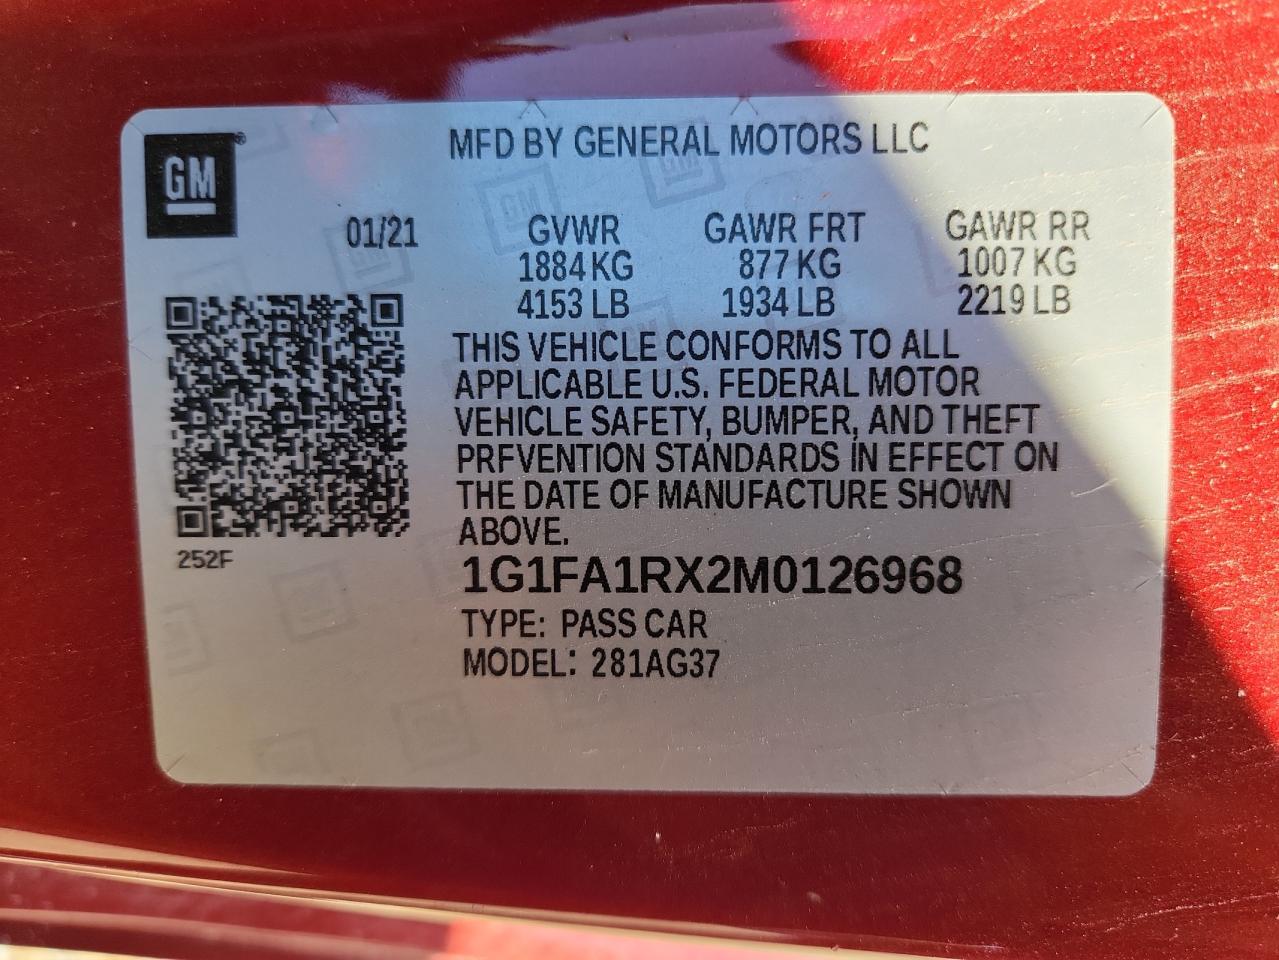 GM®
MFD BY GENERAL MOTORS LLC
01/21 GVWR GAWR FRT GAWR RR
1884 KG 877 KG 1007 KG
4153 LB 1934 LB 2219 LB
THIS VEHICLE CONFORMS TO ALL
APPLICABLE U.S. FEDERAL MOTOR
VEHICLE SAFETY, BUMPER, AND THEFT
PRFVENTION STANDARDS IN EFFECT ON
THE DATE OF MANUFACTURE SHOWN
ABOVE.
252F
1G1FA1RX2M0126968
TYPE: PASS CAR
MODEL: 281AG37